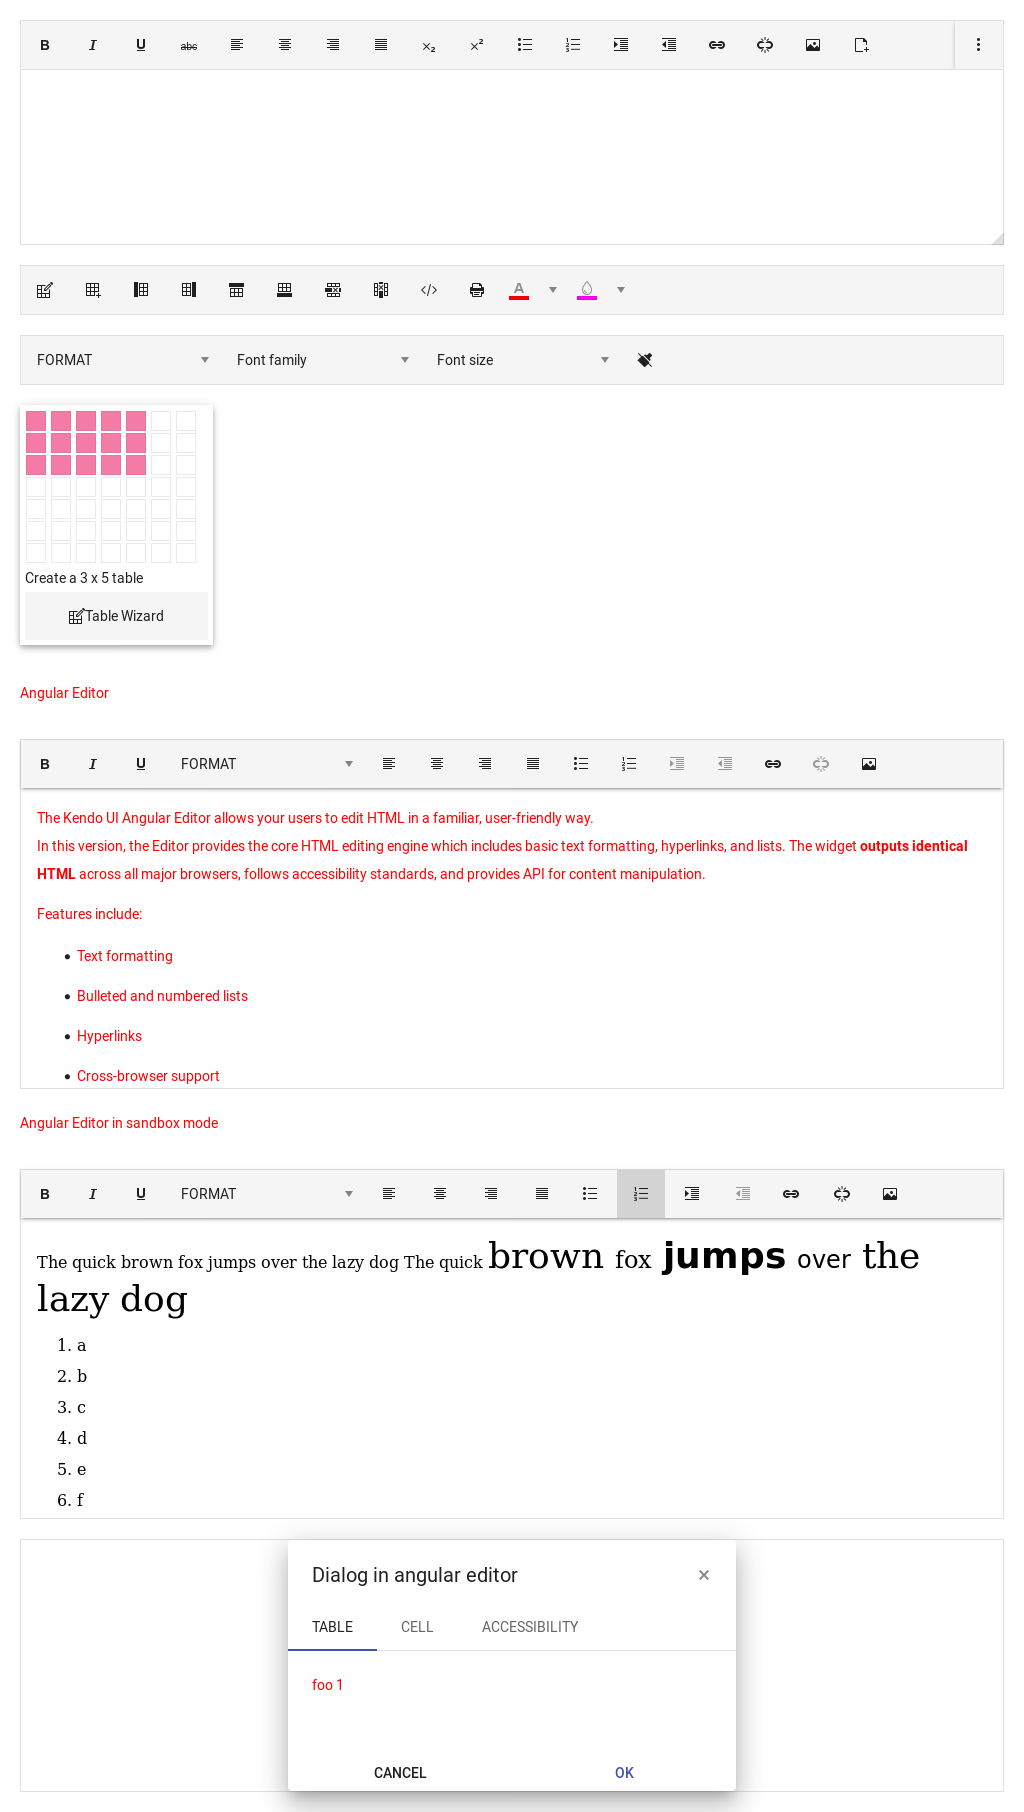 B I U abc x₂ x²
A
FORMAT Font family Font size
Create a 3 x 5 table
Table Wizard
Angular Editor
B I U FORMAT
The Kendo UI Angular Editor allows your users to edit HTML in a familiar, user-friendly way.
In this version, the Editor provides the core HTML editing engine which includes basic text formatting, hyperlinks, and lists. The widget outputs identical
HTML across all major browsers, follows accessibility standards, and provides API for content manipulation.
Features include:
• Text formatting
• Bulleted and numbered lists
• Hyperlinks
• Cross-browser support
Angular Editor in sandbox mode
B I U FORMAT
The quick brown fox jumps over the lazy dog The quick brown fox jumps over the
lazy dog
1. a
2. b
3. c
4. d
5. e
6. f
Dialog in angular editor ×
TABLE CELL ACCESSIBILITY
foo 1
CANCEL OK